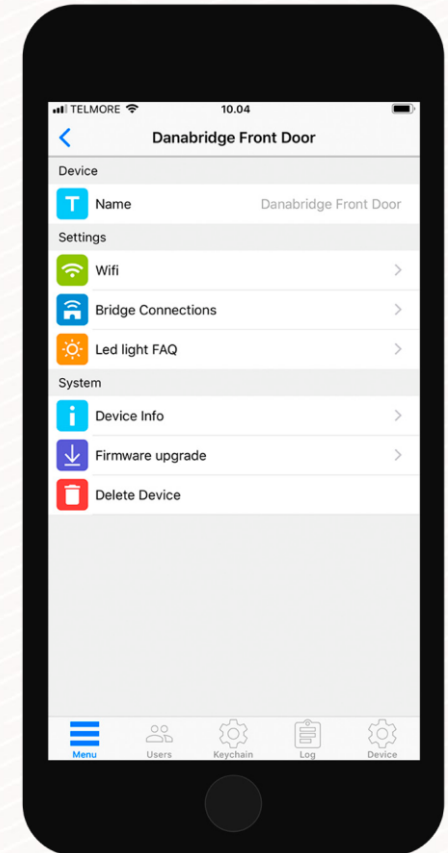 TELMORE 10.04
Danabridge Front Door
Device
T Name Danabridge Front Door
Settings
Wifi
Bridge Connections
Led light FAQ
System
i Device Info
Firmware upgrade
Delete Device
Menu Users Keychain Log Device